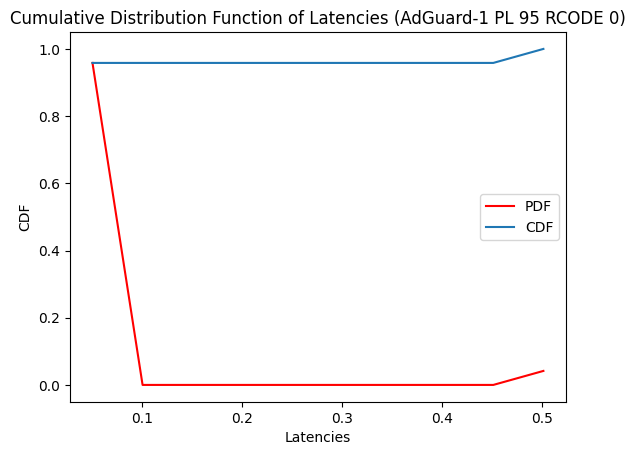 Cumulative Distribution Function of Latencies (AdGuard-1 PL 95 RCODE 0)
1.0
0.8
0.6
0.4
0.2
0.0
CDF
PDF
CDF
0.1
0.2
0.3
0.4
0.5
Latencies